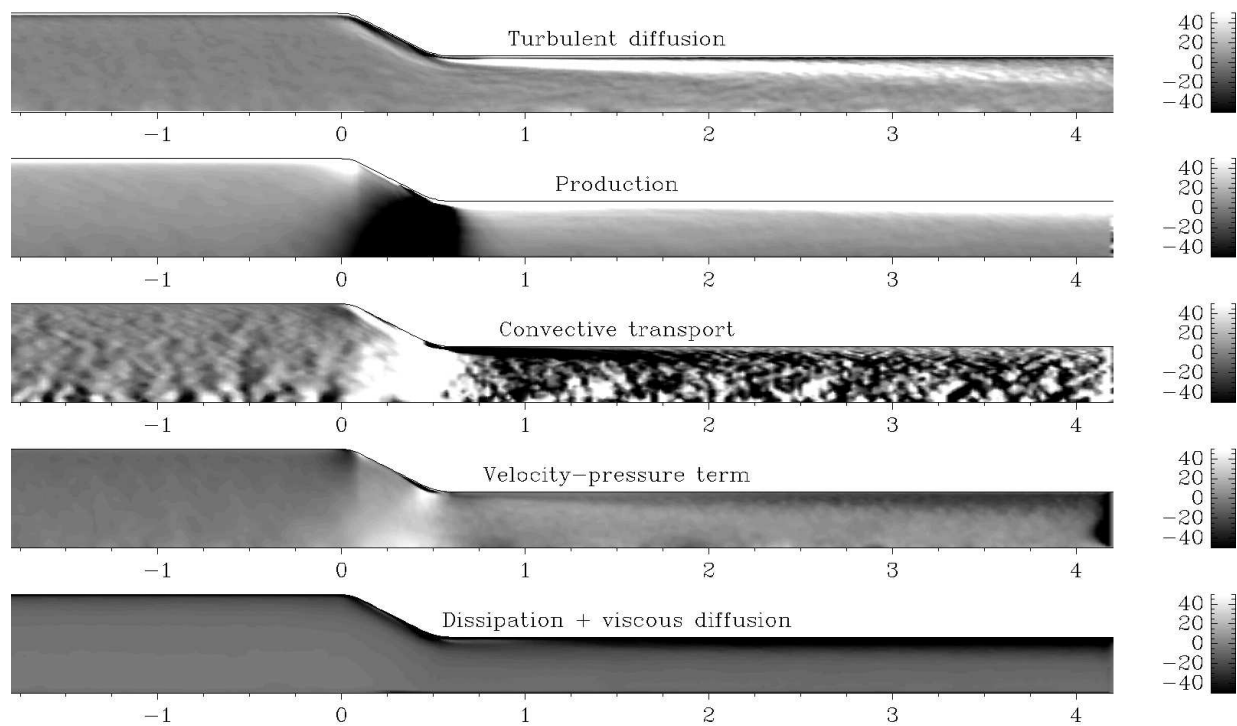 40
20
Turbulent diffusion
0
−20
−40
−1 0 1 2 3 4
40
20
Production
0
−20
−40
−1 0 1 2 3 4
40
20
Convective transport
0
−20
−40
−1 0 1 2 3 4
40
20
Velocity−pressure term
0
−20
−40
−1 0 1 2 3 4
40
20
Dissipation + viscous diffusion
0
−20
−40
−1 0 1 2 3 4